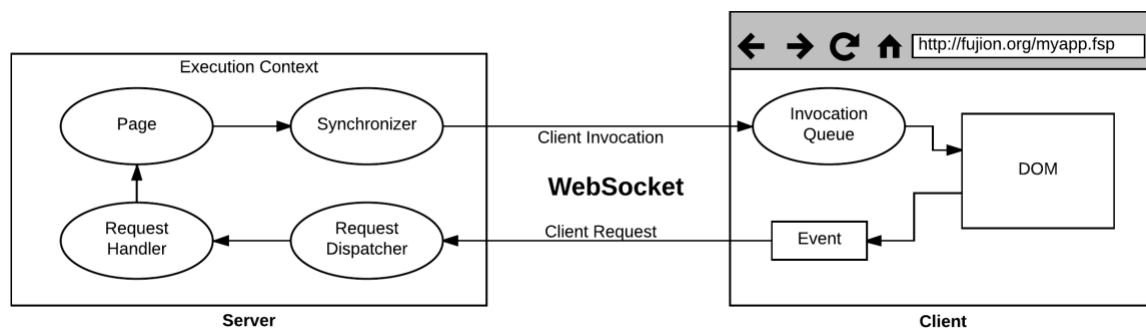 http://fujion.org/myapp.fsp
Execution Context
Page
Synchronizer
Client Invocation
Invocation
Queue
DOM
WebSocket
Request
Handler
Request
Dispatcher
Client Request
Event
Server
Client